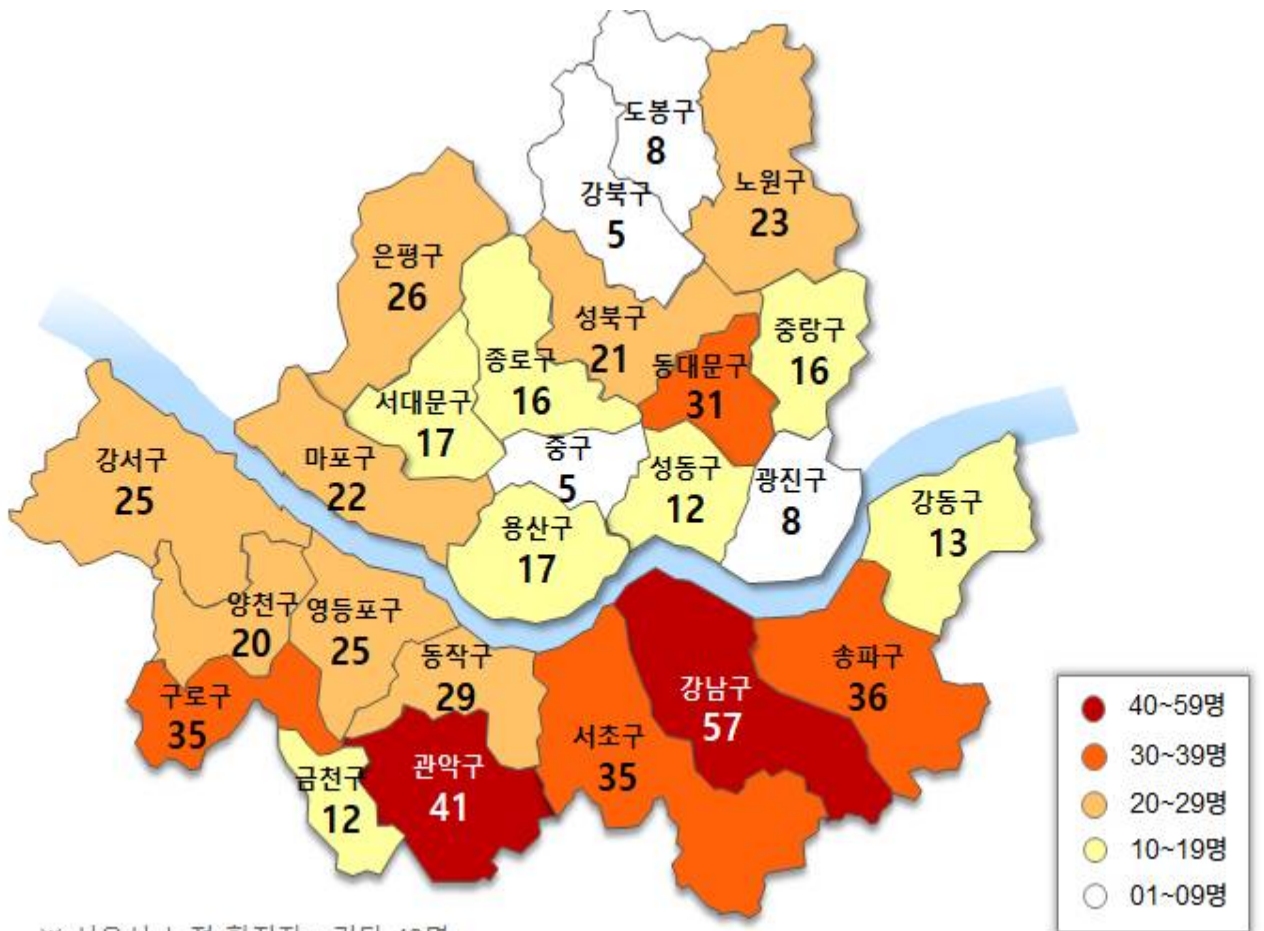 도봉구
8
강북구
5
노원구
23
은평구
26
성북구
21
중랑구
16
종로구
16
동대문구
31
서대문구
17
중구
5
성동구
12
광진구
8
강서구
25
마포구
22
용산구
17
강동구
13
양천구
20
영등포구
25
동작구
29
구로구
35
금천구
12
관악구
41
서초구
35
강남구
57
송파구
36
40~59명
30~39명
20~29명
10~19명
01~09명